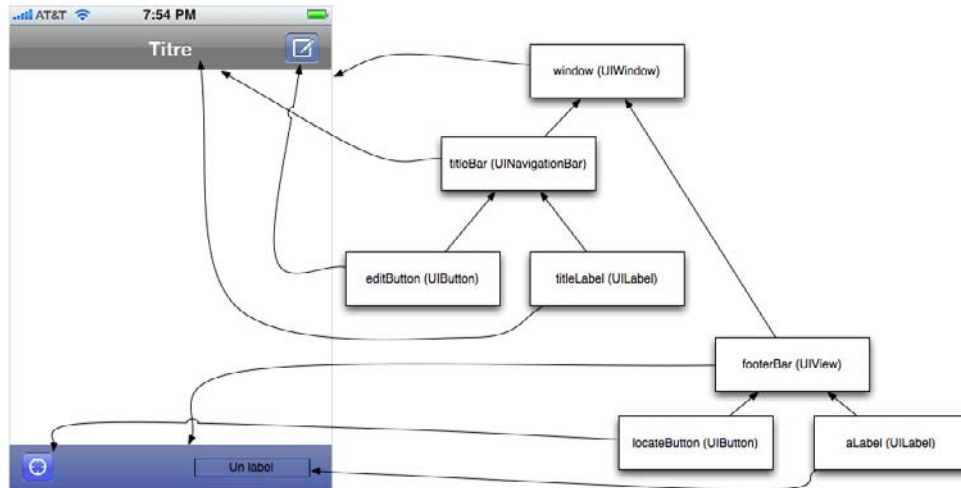 AT&T 7:54 PM
Titre
window (UIWindow)
titleBar (UINavigationBar)
editButton (UIButton)
titleLabel (UILabel)
footerBar (UIView)
locateButton (UIButton)
aLabel (UILabel)
Un label